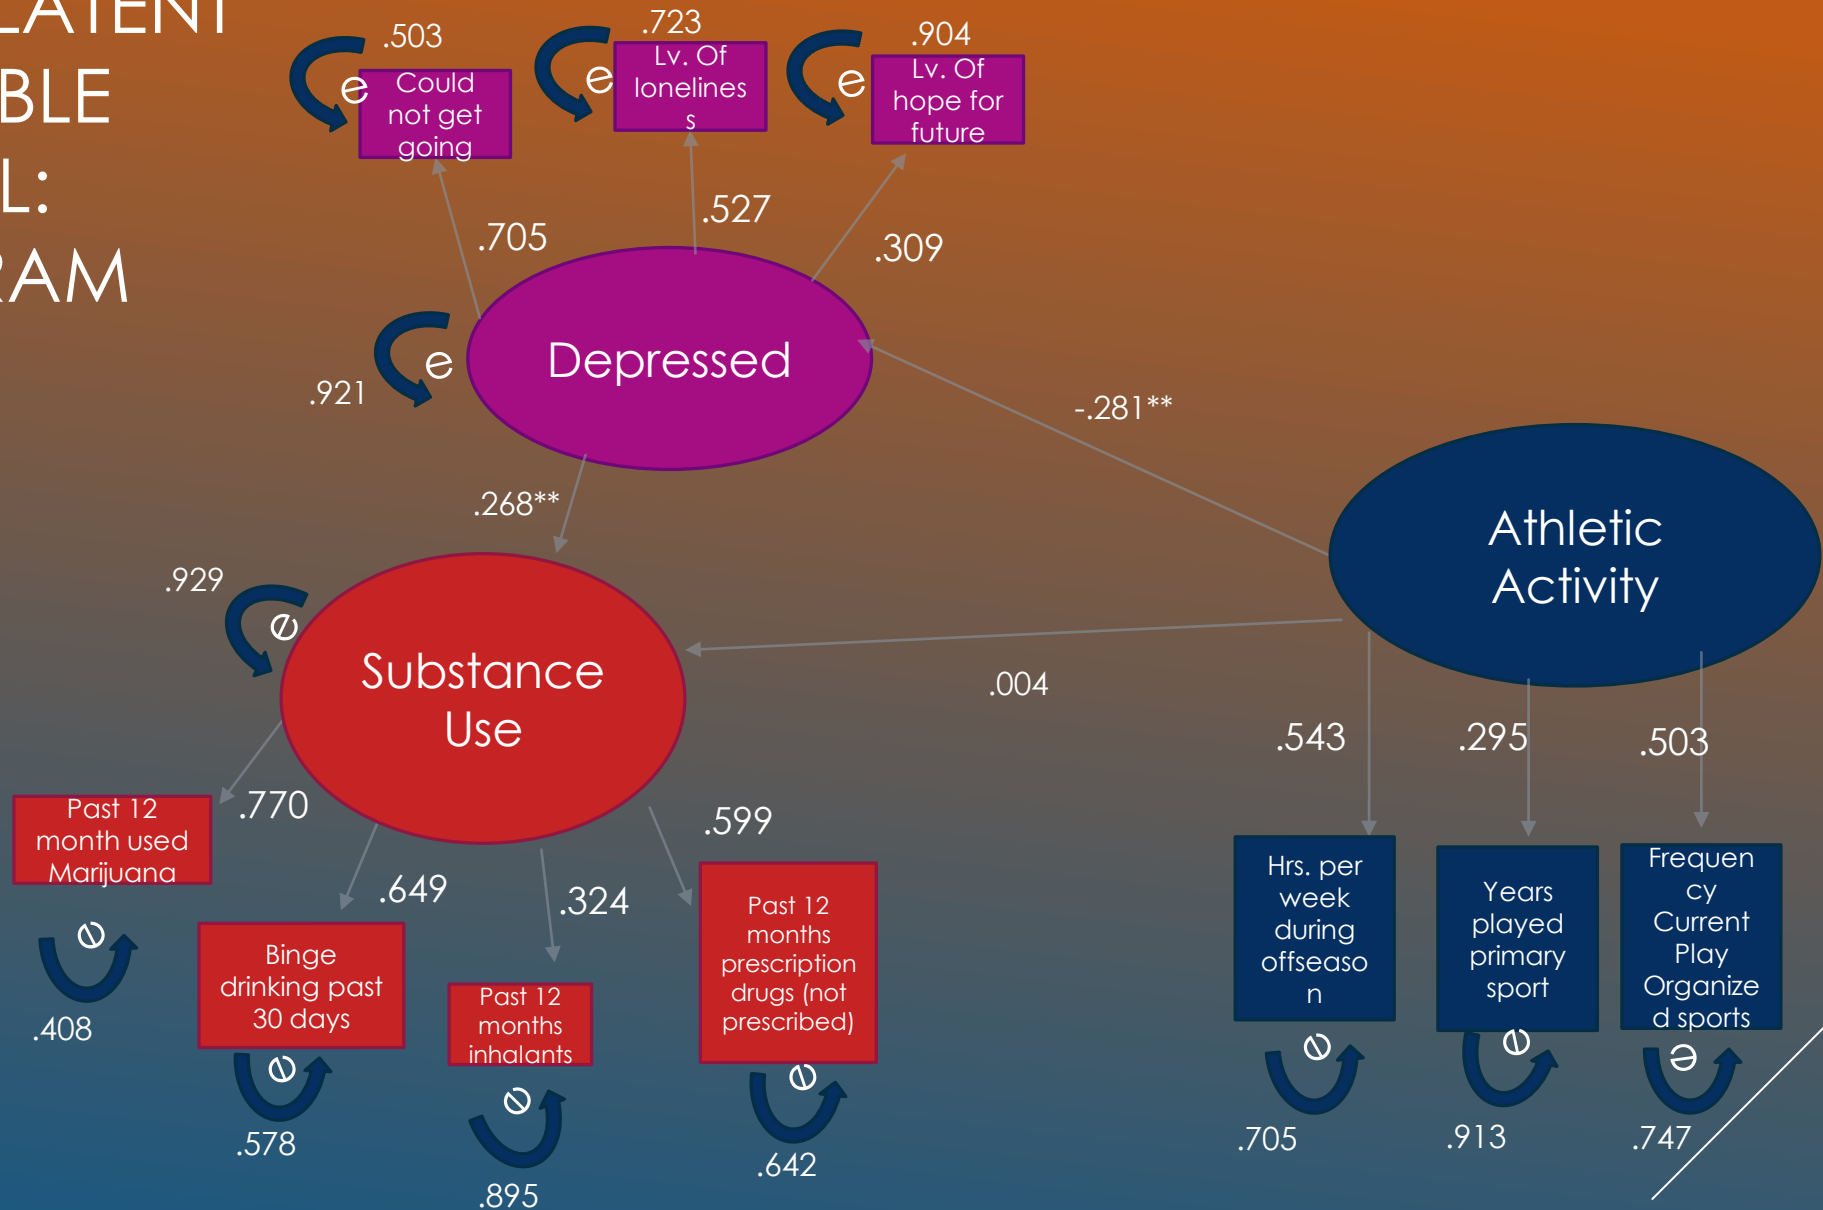 LATENT
BLE
L:
RAM
.503
.723
.904
e
Could
not get
going
e
Lv. Of
lonelines
s
e
Lv. Of
hope for
future
.705
.527
.309
e
Depressed
.921
-.281**
.268**
Athletic
Activity
.929
e
Substance
Use
.004
.543
.295
.503
.770
.649
.324
.599
Past 12
month used
Marijuana
e
.408
Binge
drinking past
30 days
e
.578
Past 12
months
inhalants
e
.895
Past 12
months
prescription
drugs (not
prescribed)
e
.642
Hrs. per
week
during
offseaso
n
e
.705
Years
played
primary
sport
e
.913
Frequen
cy
Current
Play
Organize
d sports
e
.747